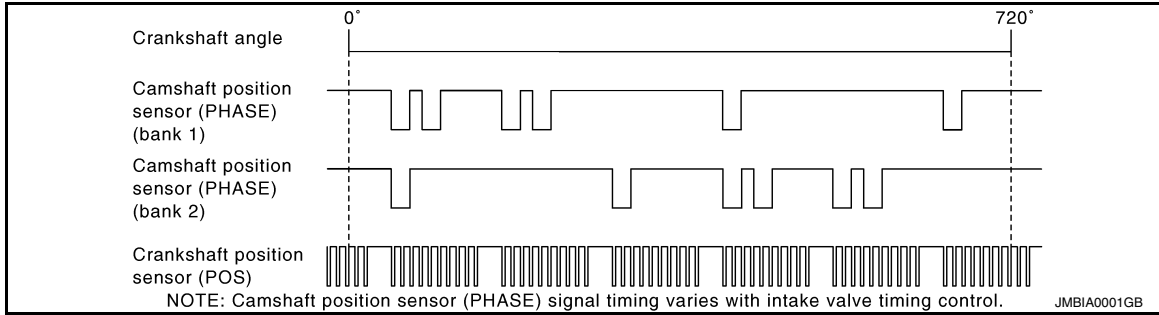 0˚ 720˚
Crankshaft angle
Camshaft position
sensor (PHASE)
(bank 1)
Camshaft position
sensor (PHASE)
(bank 2)
Crankshaft position
sensor (POS)
NOTE: Camshaft position sensor (PHASE) signal timing varies with intake valve timing control.
JMBIA0001GB